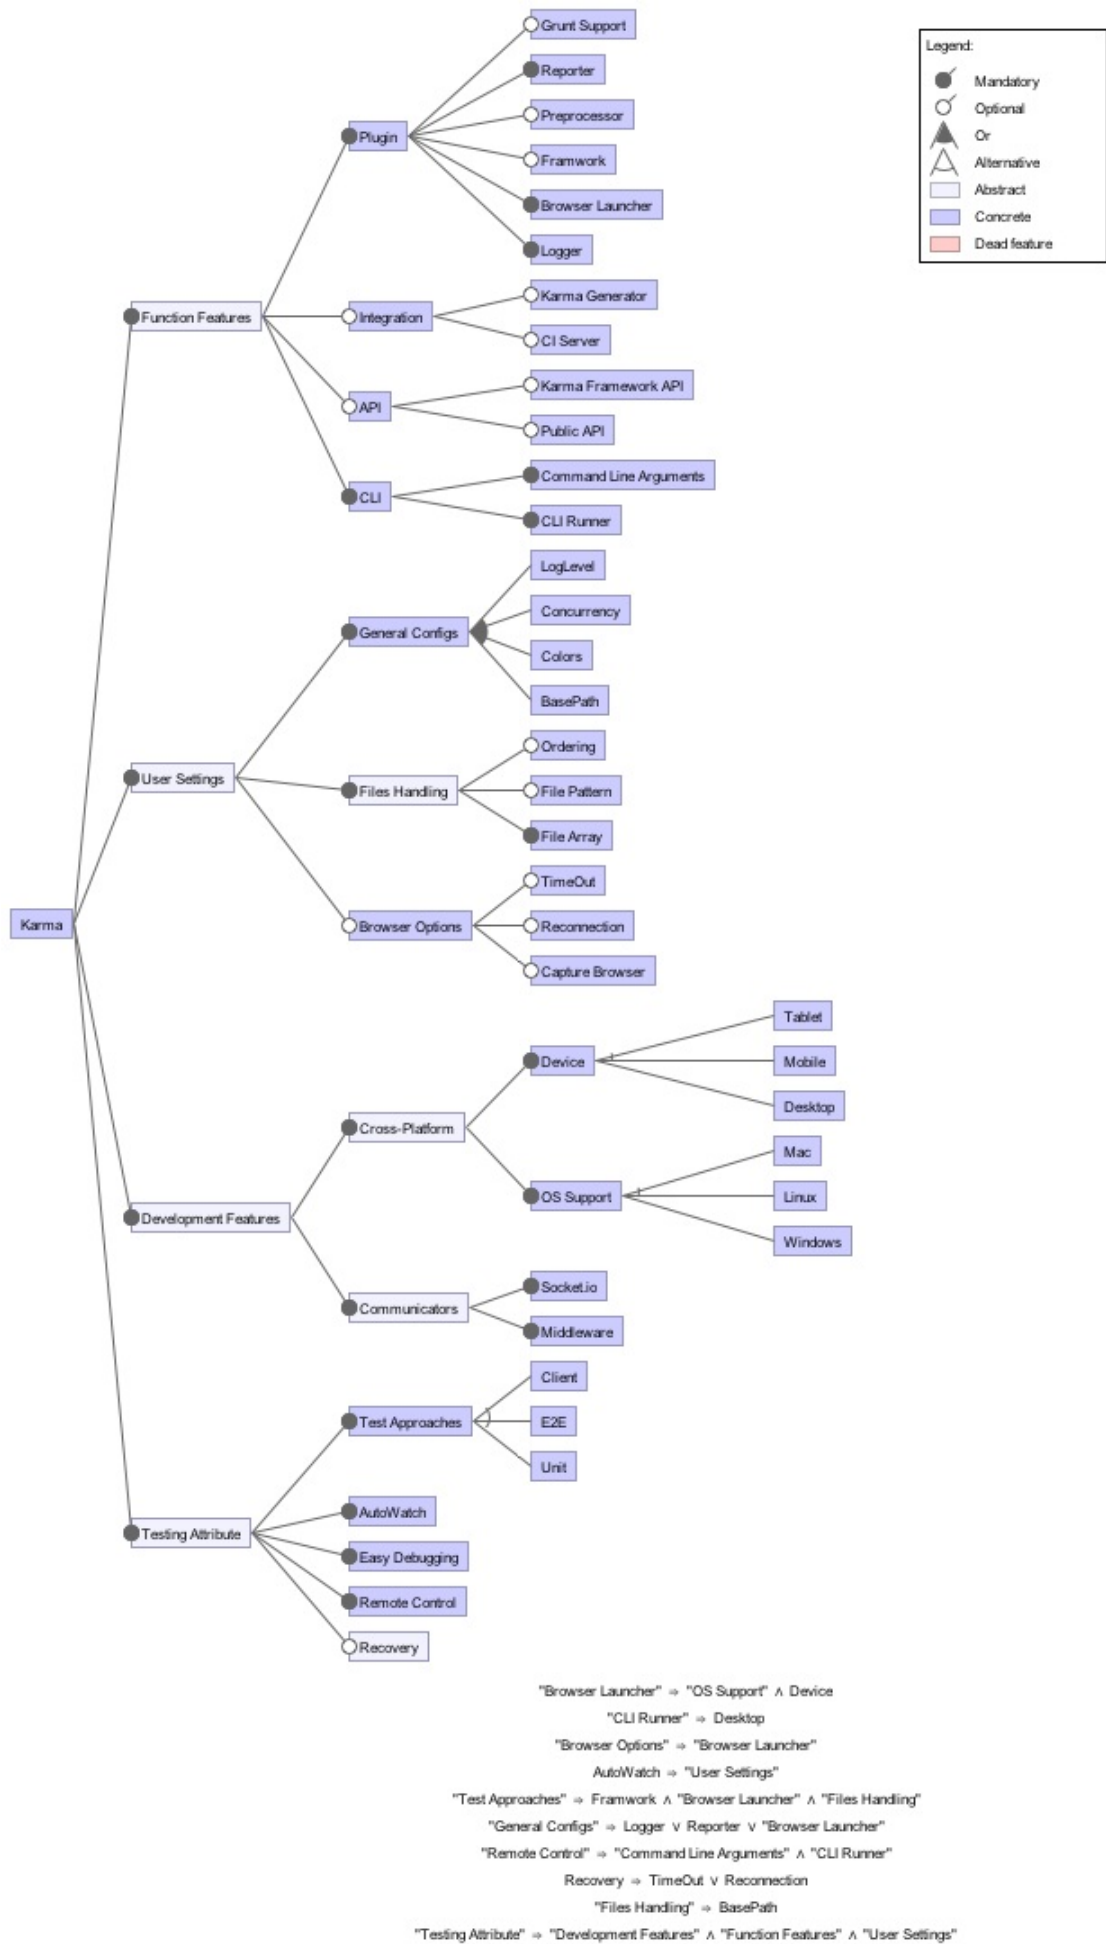 Grunt Support
Reporter
Preprocessor
Plugin
Framwork
Browser Launcher
Logger
Legend:
Mandatory
Optional
Or
Alternative
Abstract
Concrete
Dead feature
Function Features
Integration
Karma Generator
CI Server
API
Karma Framework API
Public API
CLI
Command Line Arguments
CLI Runner
General Configs
LogLevel
Concurrency
Colors
BasePath
User Settings
Files Handling
Ordering
File Pattern
File Array
Browser Options
TimeOut
Reconnection
Capture Browser
Karma
Development Features
Cross-Platform
Device
Tablet
Mobile
Desktop
OS Support
Mac
Linux
Windows
Communicators
Socket.io
Middleware
Testing Attribute
Test Approaches
Client
E2E
Unit
AutoWatch
Easy Debugging
Remote Control
Recovery
"Browser Launcher" ⇒ "OS Support" ∧ Device
"CLI Runner" ⇒ Desktop
"Browser Options" ⇒ "Browser Launcher"
AutoWatch ⇒ "User Settings"
"Test Approaches" ⇒ Framwork ∧ "Browser Launcher" ∧ "Files Handling"
"General Configs" ⇒ Logger ∨ Reporter ∨ "Browser Launcher"
"Remote Control" ⇒ "Command Line Arguments" ∧ "CLI Runner"
Recovery ⇒ TimeOut ∨ Reconnection
"Files Handling" ⇒ BasePath
"Testing Attribute" ⇒ "Development Features" ∧ "Function Features" ∧ "User Settings"